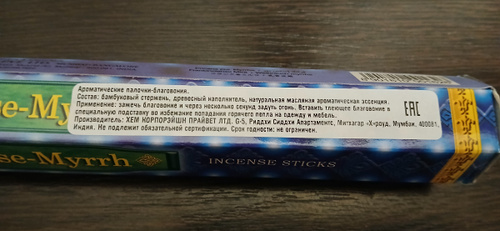 Ароматические палочки-благовония.
Состав: бамбуковый стержень, древесный наполнитель, натуральная масляная ароматическая эссенция.
Применение: зажечь благовоние и через несколько секунд задуть огонь. Вставить тлеющее благовоние в
специальную подставку во избежание попадания горячего пепла на одежду и мебель.
Производитель: ХЕМ КОРПОРЭЙШН ПРАЙВЕТ ЛТД, G-5, Риддхи Сиддхи Апартаментс, Митхагар Х-роуд, Мумбаи, 400081,
Индия. Не подлежит обязательной сертификации. Срок годности: не ограничен.
EAC
se-My
se-Myrrh
INCENSE STICKS